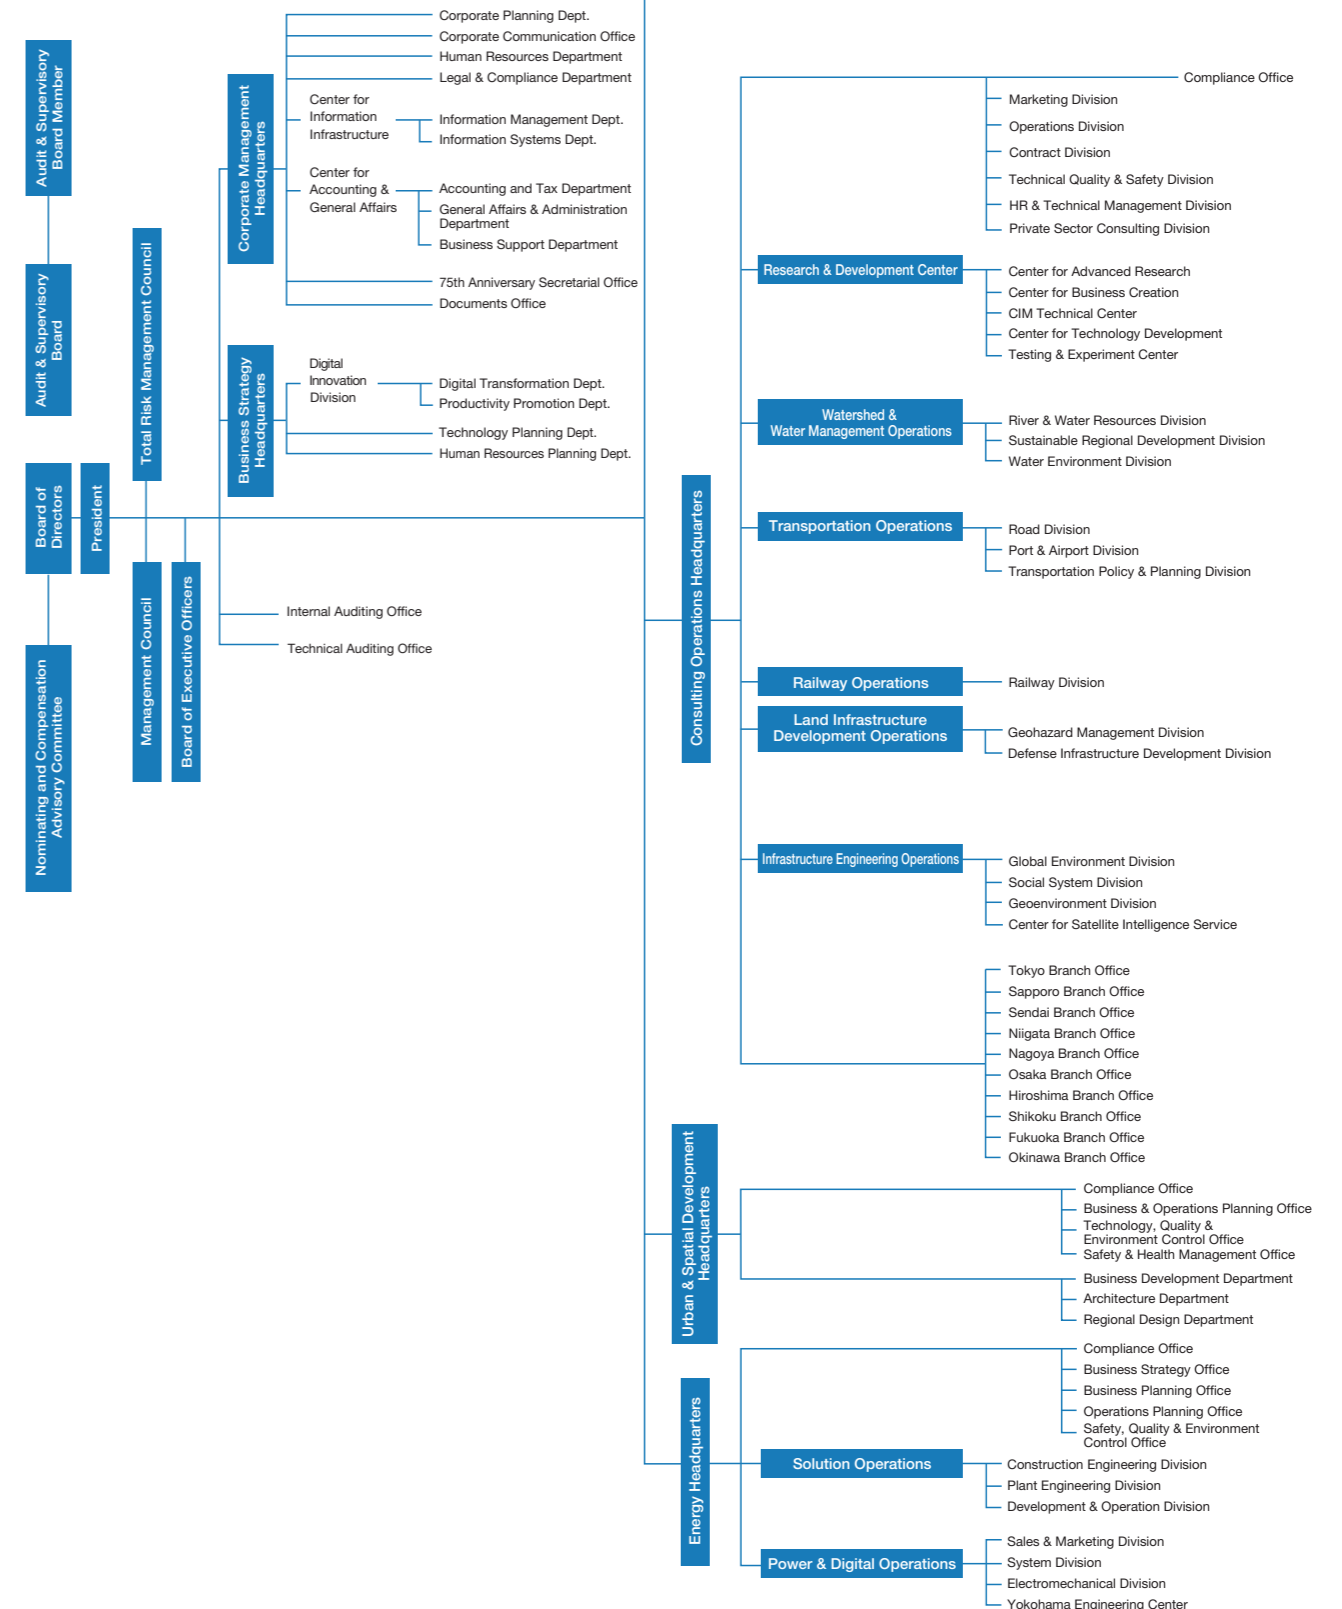 Audit & Supervisory
Board Member
Audit & Supervisory
Board
Board of
Directors
President
Nominating and Compensation
Advisory Committee
Total Risk Management Council
Management Council
Board of Executive Officers
Corporate Management
Headquarters
Corporate Planning Dept.
Corporate Communication Office
Human Resources Department
Legal & Compliance Department
Center for
Information
Infrastructure
Information Management Dept.
Information Systems Dept.
Center for
Accounting &
General Affairs
Accounting and Tax Department
General Affairs & Administration
Department
Business Support Department
75th Anniversary Secretarial Office
Documents Office
Business Strategy
Headquarters
Digital
Innovation
Division
Digital Transformation Dept.
Productivity Promotion Dept.
Technology Planning Dept.
Human Resources Planning Dept.
Internal Auditing Office
Technical Auditing Office
Consulting Operations Headquarters
Compliance Office
Marketing Division
Operations Division
Contract Division
Technical Quality & Safety Division
HR & Technical Management Division
Private Sector Consulting Division
Research & Development Center
Center for Advanced Research
Center for Business Creation
CIM Technical Center
Center for Technology Development
Testing & Experiment Center
Watershed &
Water Management Operations
River & Water Resources Division
Sustainable Regional Development Division
Water Environment Division
Transportation Operations
Road Division
Port & Airport Division
Transportation Policy & Planning Division
Railway Operations
Railway Division
Land Infrastructure
Development Operations
Geohazard Management Division
Defense Infrastructure Development Division
Infrastructure Engineering Operations
Global Environment Division
Social System Division
Geoenvironment Division
Center for Satellite Intelligence Service
Tokyo Branch Office
Sapporo Branch Office
Sendai Branch Office
Niigata Branch Office
Nagoya Branch Office
Osaka Branch Office
Hiroshima Branch Office
Shikoku Branch Office
Fukuoka Branch Office
Okinawa Branch Office
Urban & Spatial Development
Headquarters
Compliance Office
Business & Operations Planning Office
Technology, Quality &
Environment Control Office
Safety & Health Management Office
Business Development Department
Architecture Department
Regional Design Department
Energy Headquarters
Compliance Office
Business Strategy Office
Business Planning Office
Operations Planning Office
Safety, Quality & Environment
Control Office
Solution Operations
Construction Engineering Division
Plant Engineering Division
Development & Operation Division
Power & Digital Operations
Sales & Marketing Division
System Division
Electromechanical Division
Yokohama Engineering Center